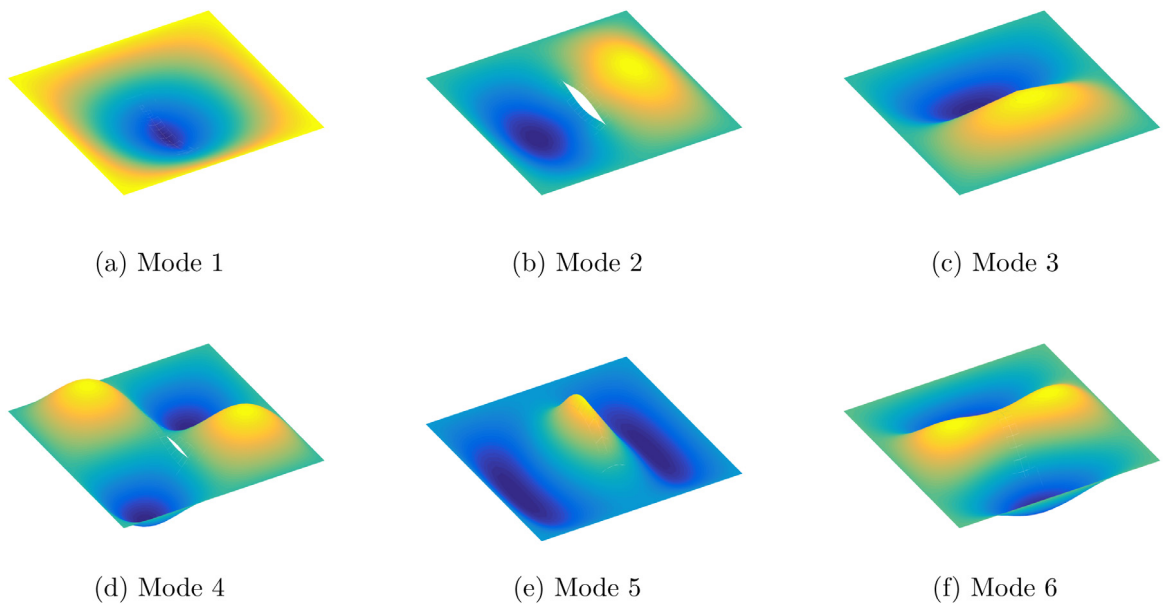 (a) Mode 1
(b) Mode 2
(c) Mode 3
(d) Mode 4
(e) Mode 5
(f) Mode 6